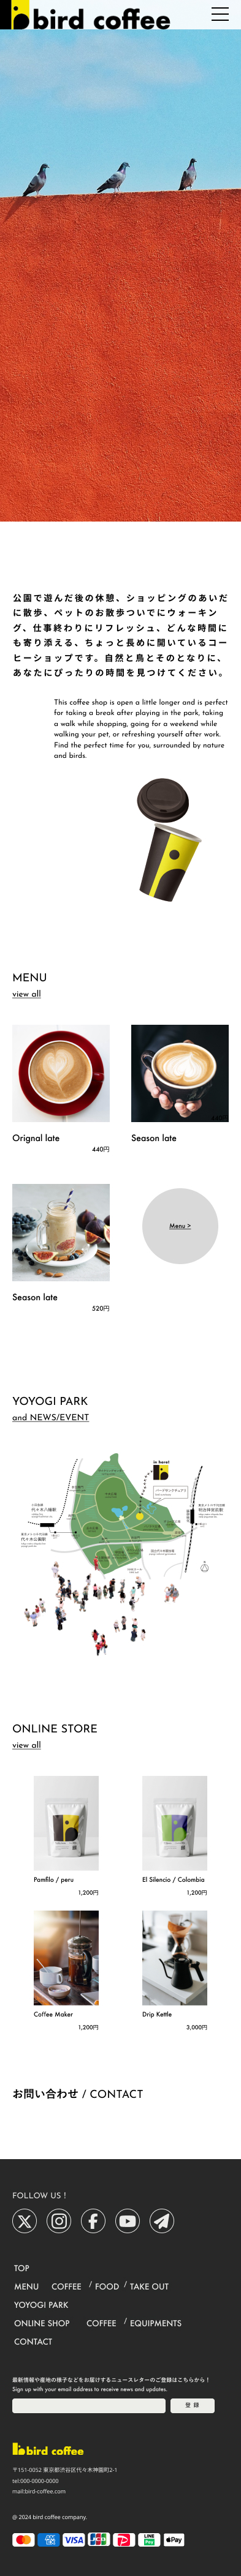 bird coffee
公園で遊んだ後の休憩、ショッピングのあいだ
に散歩、ペットのお散歩ついでにウォーキン
グ、仕事終わりにリフレッシュ、どんな時間に
も寄り添える、ちょっと長めに開いているコー
ヒーショップです。自然と鳥とそのとなりに、
あなたにぴったりの時間を見つけてください。
This coffee shop is open a little longer and is perfect
for taking a break after playing in the park, taking
a walk while shopping, going for a weekend while
walking your pet, or refreshing yourself after work.
Find the perfect time for you, surrounded by nature
and birds.
MENU
view all
Orignal late
440円
Season late
Season late
520円
Menu >
YOYOGI PARK
and NEWS/EVENT
ONLINE STORE
view all
Pamfilo / peru
1,200円
El Silencio / Colombia
1,200円
Coffee Maker
1,200円
Drip Kettle
3,000円
お問い合わせ / CONTACT
FOLLOW US !
TOP
MENU COFFEE / FOOD / TAKE OUT
YOYOGI PARK
ONLINE SHOP COFFEE / EQUIPMENTS
CONTACT
最新情報や産地の様子などをお届けするニュースレターのご登録はこちらから！
Sign up with your email address to receive news and updates.
登 録
bird coffee
〒151-0052 東京都渋谷区代々木神園町2-1
tel:000-0000-0000
mail:bird-coffee.com
@ 2024 bird coffee company.
VISA JCB Pay